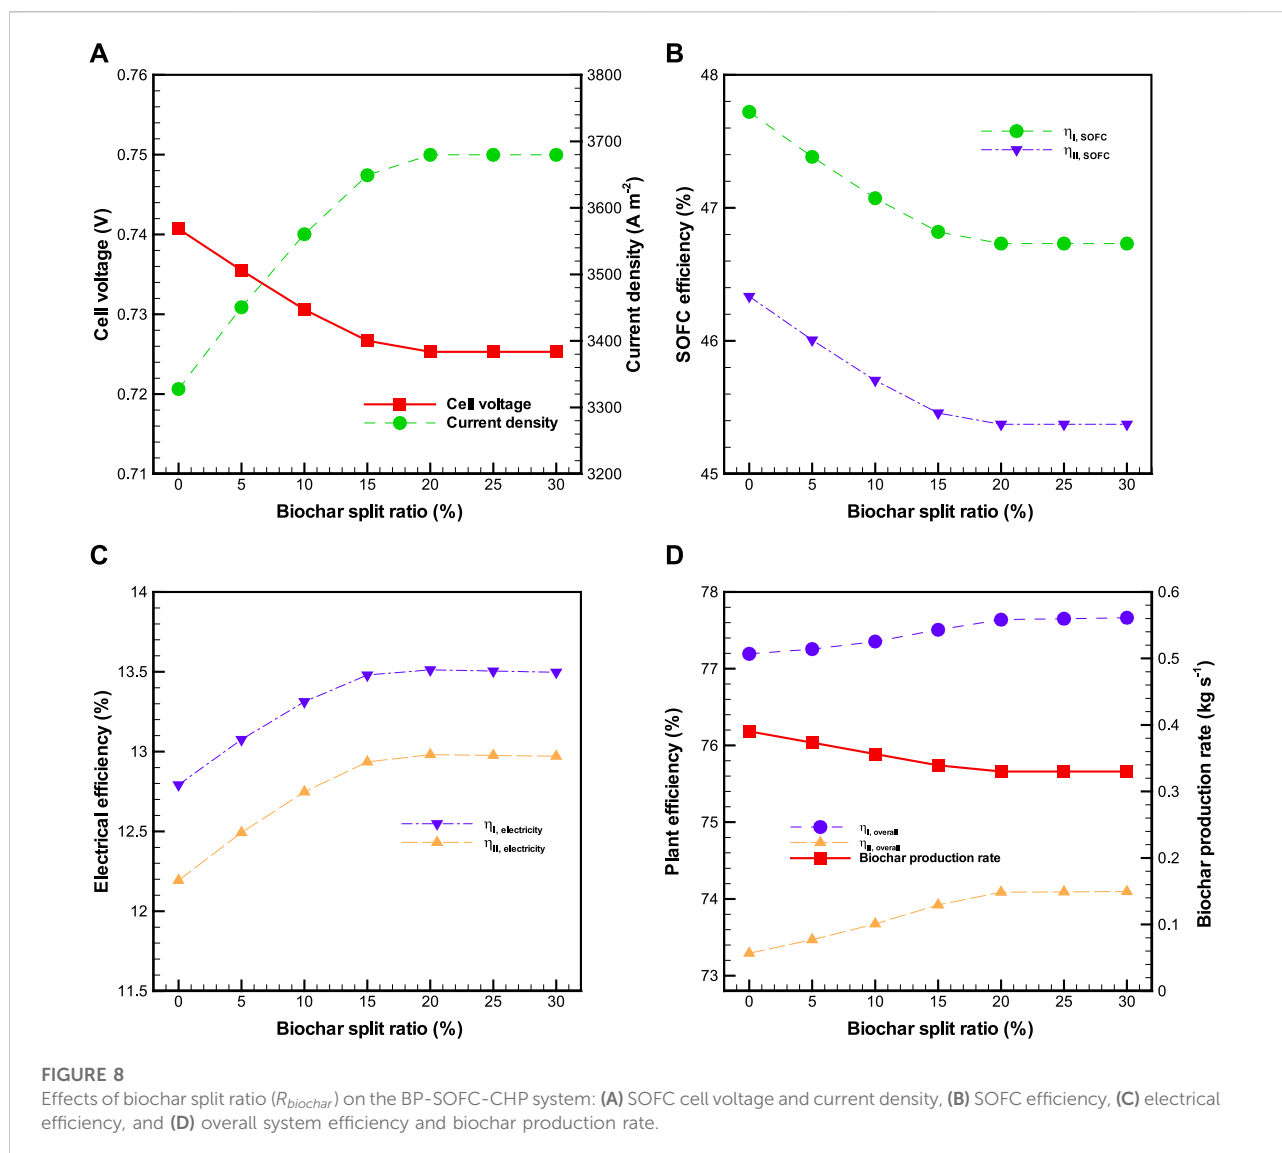 A
0.76
0.75
0.74
0.73
0.72
0.71
Cell voltage (V)
3800
3700
3600
3500
3400
3300
3200
Current density (A m⁻²)
Cell voltage
Current density
0 5 10 15 20 25 30
Biochar split ratio (%)
B
48
47
46
45
SOFC efficiency (%)
η_I, SOFC
η_II, SOFC
0 5 10 15 20 25 30
Biochar split ratio (%)
C
14
13.5
13
12.5
12
11.5
Electrical efficiency (%)
η_I, electricity
η_II, electricity
0 5 10 15 20 25 30
Biochar split ratio (%)
D
78
77
76
75
74
73
Plant efficiency (%)
0.6
0.5
0.4
0.3
0.2
0.1
0
Biochar production rate (kg s⁻¹)
η_I, overall
η_II, overall
Biochar production rate
0 5 10 15 20 25 30
Biochar split ratio (%)
FIGURE 8
Effects of biochar split ratio (R_biochar) on the BP-SOFC-CHP system: (A) SOFC cell voltage and current density, (B) SOFC efficiency, (C) electrical
efficiency, and (D) overall system efficiency and biochar production rate.